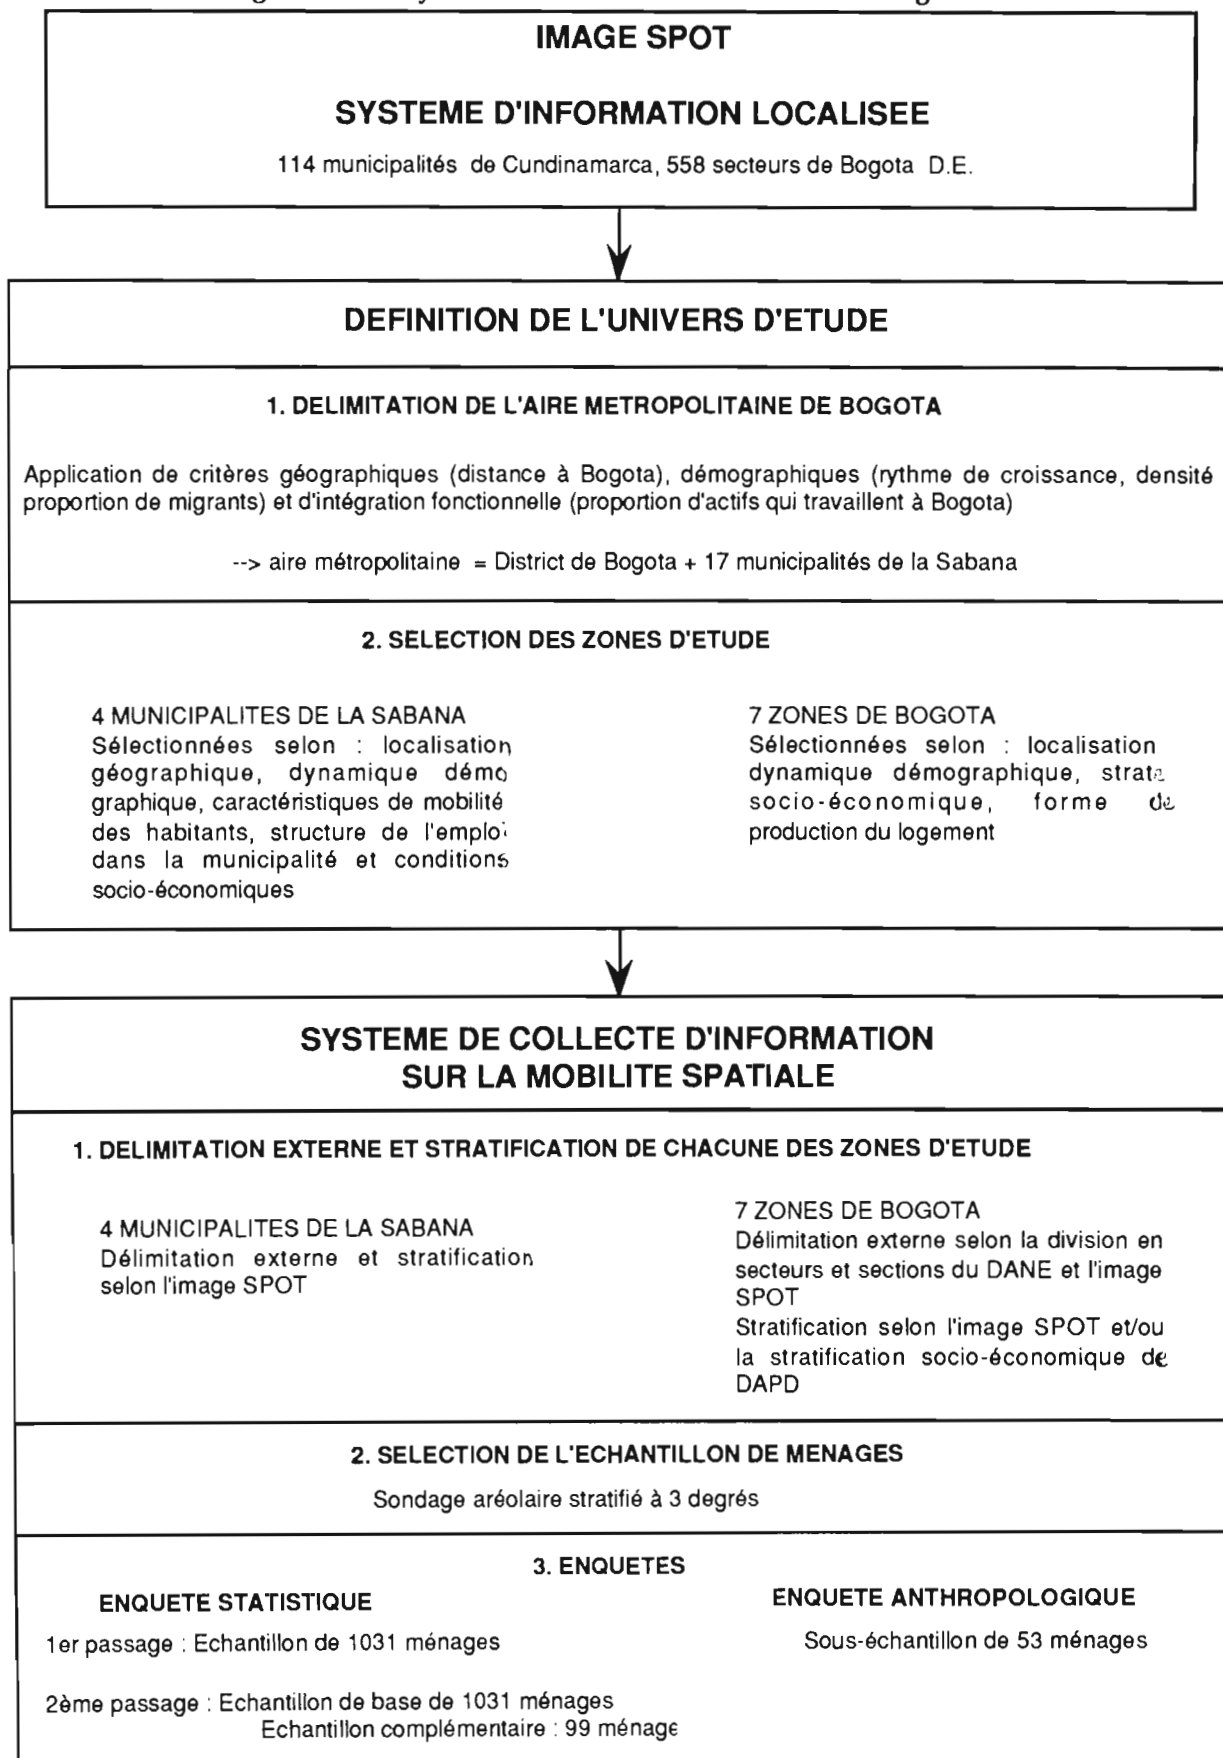 IMAGE SPOT
SYSTEME D'INFORMATION LOCALISEE
114 municipalités de Cundinamarca, 558 secteurs de Bogota D.E.
DEFINITION DE L'UNIVERS D'ETUDE
1. DELIMITATION DE L'AIRE METROPOLITAINE DE BOGOTA
Application de critères géographiques (distance à Bogota), démographiques (rythme de croissance, densité
proportion de migrants) et d'intégration fonctionnelle (proportion d'actifs qui travaillent à Bogota)
--> aire métropolitaine = District de Bogota + 17 municipalités de la Sabana
2. SELECTION DES ZONES D'ETUDE
4 MUNICIPALITES DE LA SABANA
Sélectionnées selon : localisation
géographique, dynamique démo
graphique, caractéristiques de mobilité
des habitants, structure de l'emploi
dans la municipalité et conditions
socio-économiques
7 ZONES DE BOGOTA
Sélectionnées selon : localisation
dynamique démographique, strate
socio-économique, forme de
production du logement
SYSTEME DE COLLECTE D'INFORMATION
SUR LA MOBILITE SPATIALE
1. DELIMITATION EXTERNE ET STRATIFICATION DE CHACUNE DES ZONES D'ETUDE
4 MUNICIPALITES DE LA SABANA
Délimitation externe et stratification
selon l'image SPOT
7 ZONES DE BOGOTA
Délimitation externe selon la division en
secteurs et sections du DANE et l'image
SPOT
Stratification selon l'image SPOT et/ou
la stratification socio-économique de
DAPD
2. SELECTION DE L'ECHANTILLON DE MENAGES
Sondage aréolaire stratifié à 3 degrés
3. ENQUETES
ENQUETE STATISTIQUE
1er passage : Echantillon de 1031 ménages
2ème passage : Echantillon de base de 1031 ménages
Echantillon complémentaire : 99 ménage
ENQUETE ANTHROPOLOGIQUE
Sous-échantillon de 53 ménages